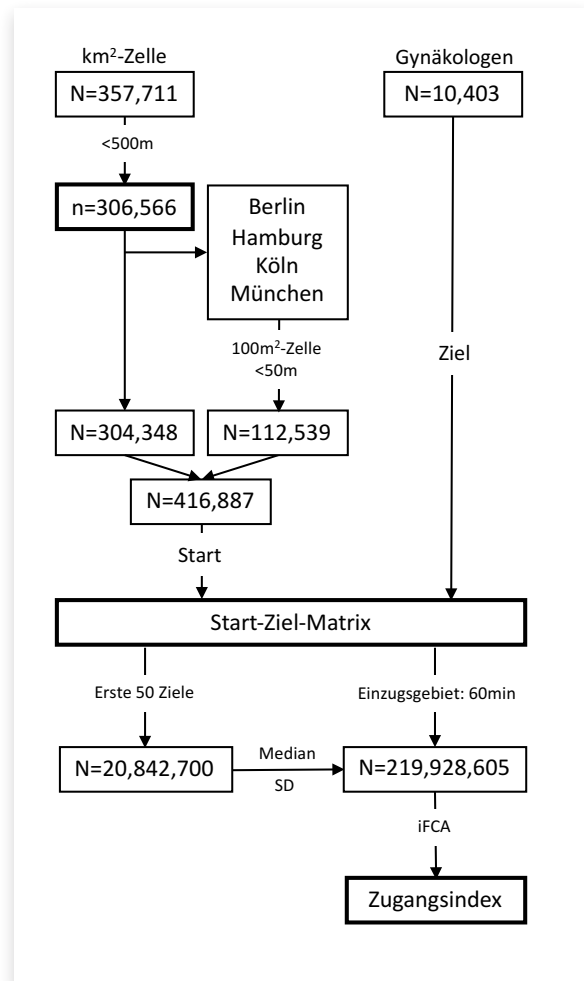 km²-Zelle
Gynäkologen
N=357,711
N=10,403
<500m
n=306,566
Berlin
Hamburg
Köln
München
100m²-Zelle
<50m
Ziel
N=304,348
N=112,539
N=416,887
Start
Start-Ziel-Matrix
Erste 50 Ziele
Einzugsgebiet: 60min
N=20,842,700
Median
SD
N=219,928,605
iFCA
Zugangsindex